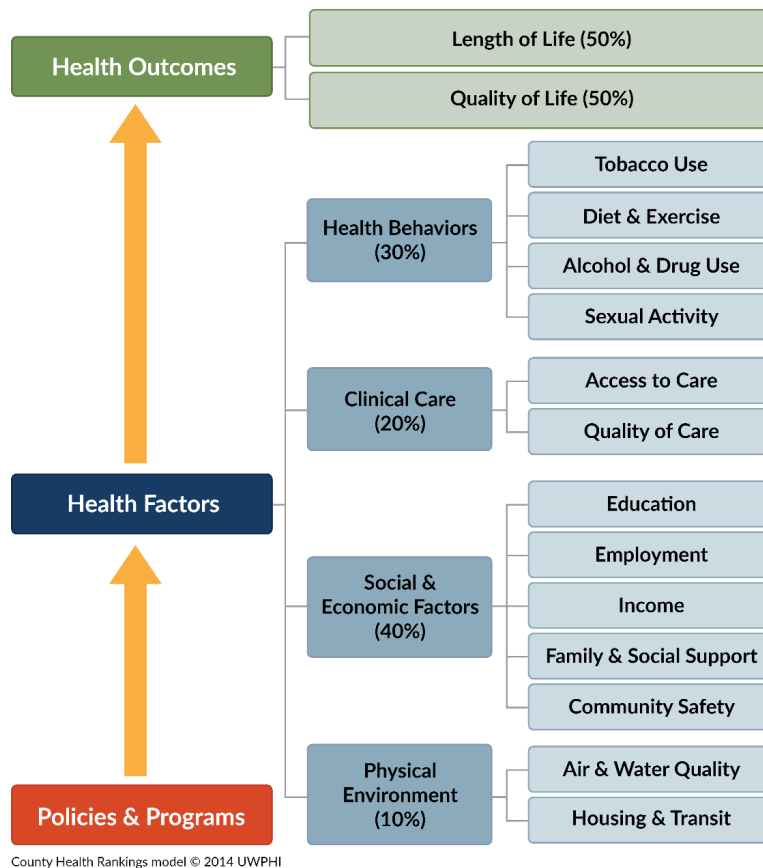 Health Outcomes
Length of Life (50%)
Quality of Life (50%)
Health Factors
Health Behaviors
(30%)
Tobacco Use
Diet & Exercise
Alcohol & Drug Use
Sexual Activity
Clinical Care
(20%)
Access to Care
Quality of Care
Social &
Economic Factors
(40%)
Education
Employment
Income
Family & Social Support
Community Safety
Physical
Environment
(10%)
Air & Water Quality
Housing & Transit
Policies & Programs
County Health Rankings model © 2014 UWPHI